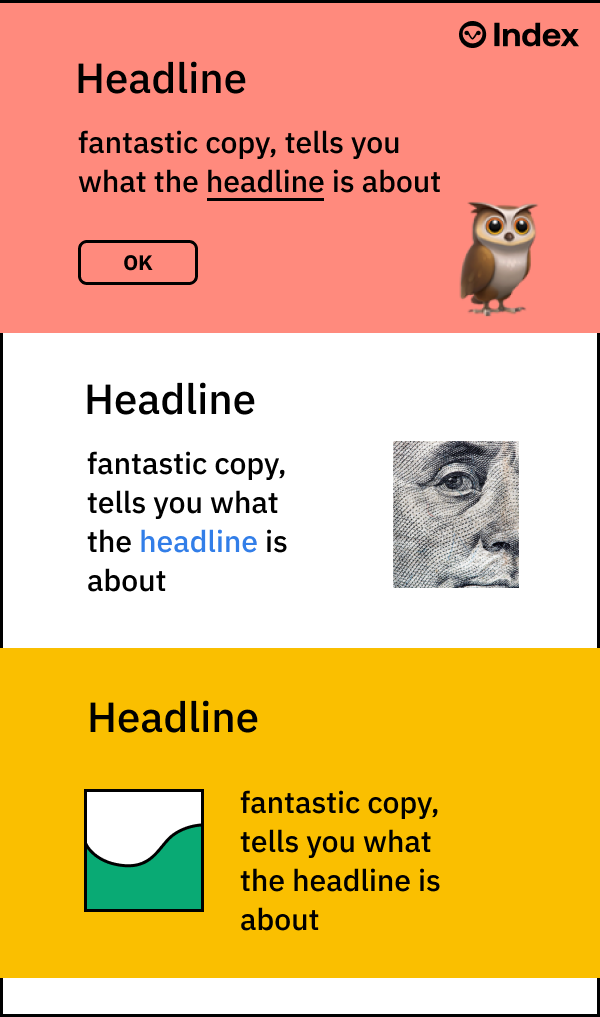 Index
Headline
fantastic copy, tells you
what the headline is about
OK
Headline
fantastic copy,
tells you what
the headline is
about
Headline
fantastic copy,
tells you what
the headline is
about